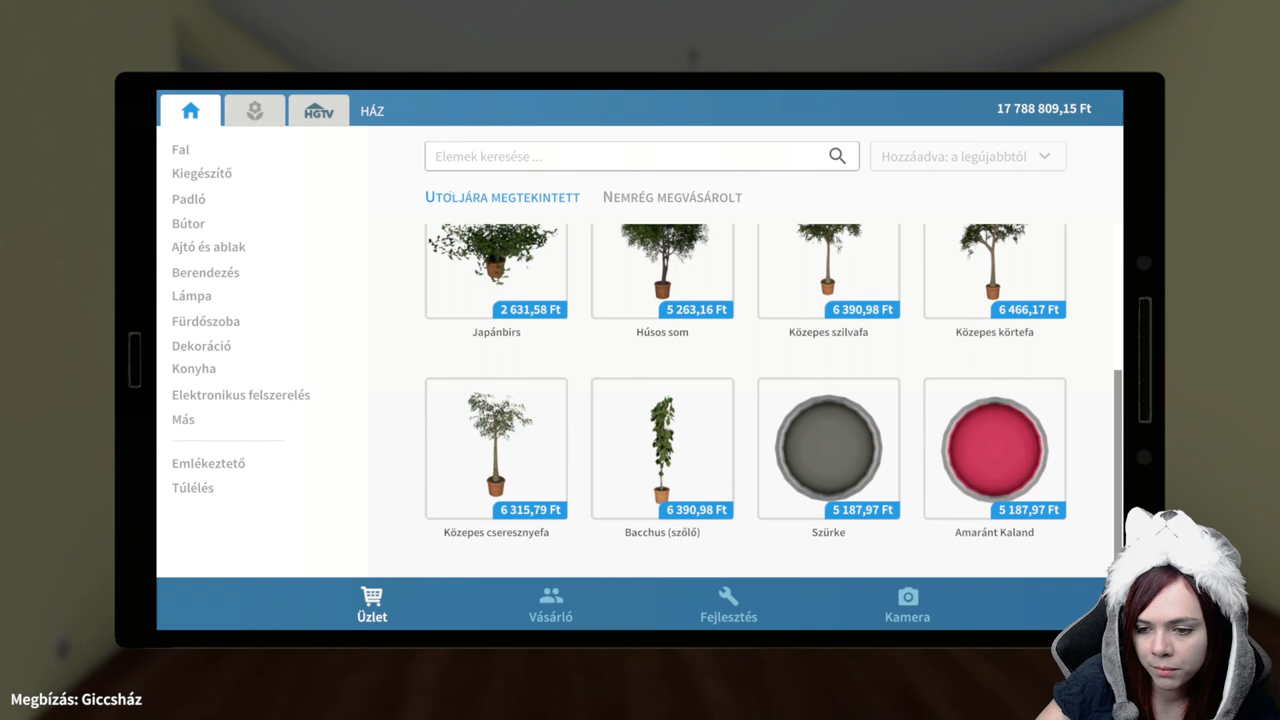 HGTV
HÁZ
17 788 809,15 Ft
Fal
Kiegészítő
Padló
Bútor
Ajtó és ablak
Berendezés
Lámpa
Fürdőszoba
Dekoráció
Konyha
Elektronikus felszerelés
Más
Emlékeztető
Túlélés
Elemek keresése ...
Hozzáadva: a legújabbtól
UTOLJÁRA MEGTEKINTETT
NEMRÉG MEGVÁSÁROLT
2 631,58 Ft
5 263,16 Ft
6 390,98 Ft
6 466,17 Ft
Japánbirs
Húsos som
Közepes szilvafa
Közepes körtefa
6 315,79 Ft
6 390,98 Ft
5 187,97 Ft
5 187,97 Ft
Közepes cseresznyefa
Bacchus (szőlő)
Szürke
Amaránt Kaland
Üzlet
Vásárló
Fejlesztés
Kamera
Megbízás: Giccsház